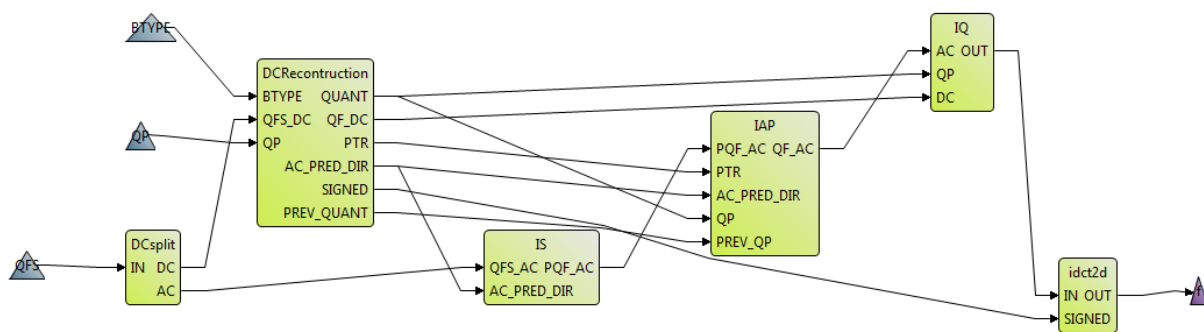 BTYPE
QP
QFS
DCRecontruction
BTYPE QUANT
QFS_DC QF_DC
QP PTR
AC_PRED_DIR
SIGNED
PREV_QUANT
DCsplit
IN DC
AC
IS
QFS_AC PQF_AC
AC_PRED_DIR
IAP
PQF_AC QF_AC
PTR
AC_PRED_DIR
QP
PREV_QP
IQ
AC OUT
QP
DC
idct2d
IN OUT
SIGNED
f